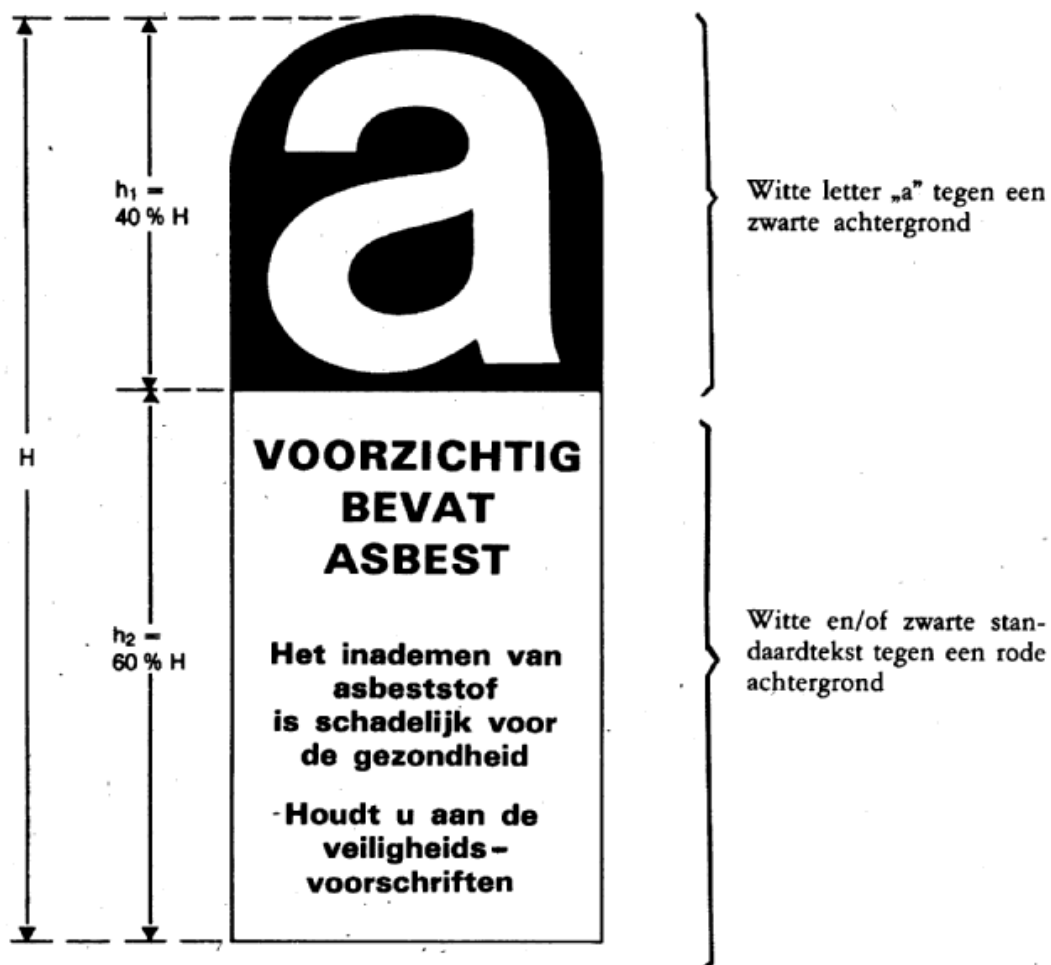 a
h₁ =
40 % H
Witte letter „a” tegen een
zwarte achtergrond
H
VOORZICHTIG
BEVAT
ASBEST
h₂ =
60 % H
Het inademen van
asbeststof
is schadelijk voor
de gezondheid
Houdt u aan de
veiligheids-
voorschriften
Witte en/of zwarte stan-
daardtekst tegen een rode
achtergrond